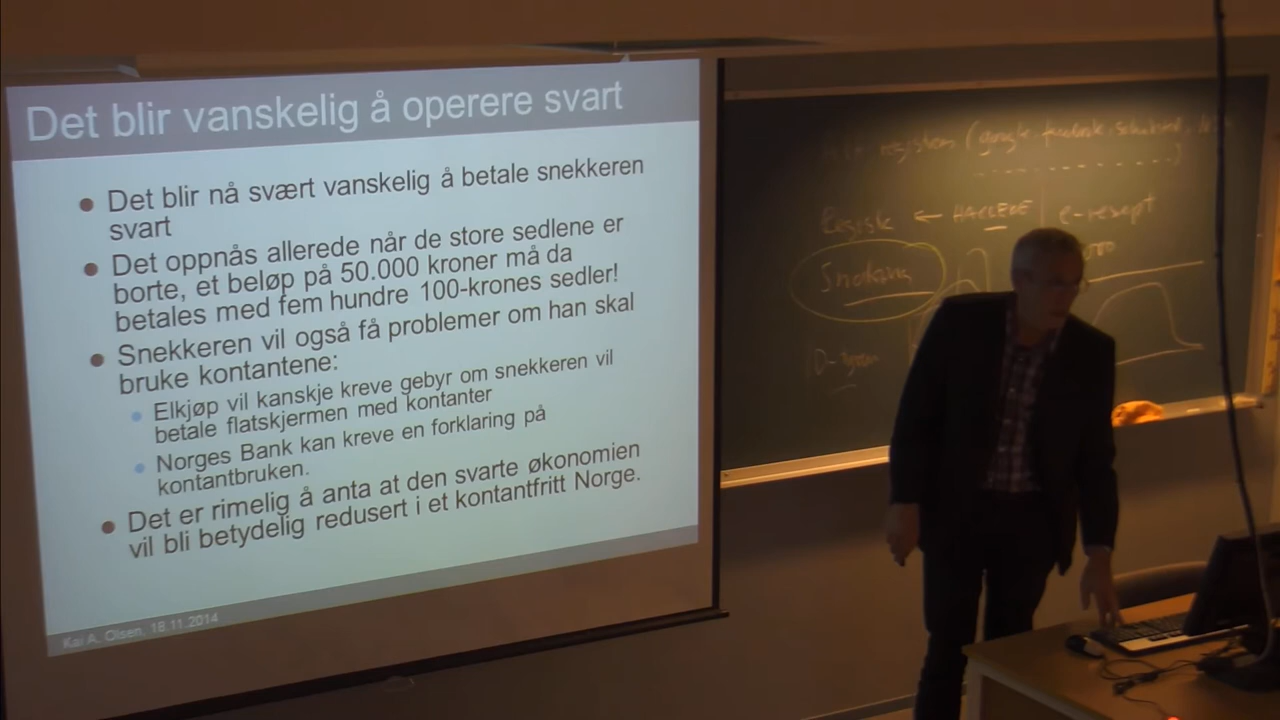 Det blir vanskelig å operere svart
Det blir nå svært vanskelig å betale snekkeren
svart
Det oppnås allerede når de store sedlene er
borte, et beløp på 50.000 kroner må da
betales med fem hundre 100-krones sedler!
Snekkeren vil også få problemer om han skal
bruke kontantene:
Elkjøp vil kanskje kreve gebyr om snekkeren vil
betale flatskjermen med kontanter
Norges Bank kan kreve en forklaring på
kontantbruken.
Det er rimelig å anta at den svarte økonomien
vil bli betydelig redusert i et kontantfritt Norge.
Kai A. Olsen, 18.11.2014
Logisk ← e-resept